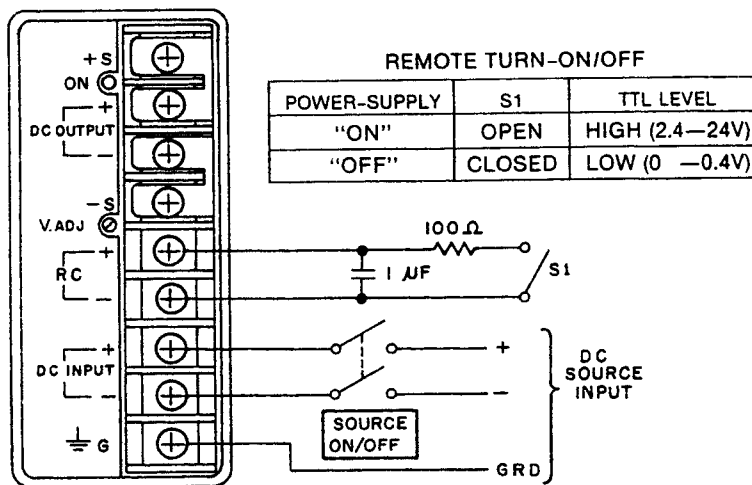 +S
ON
+
DC OUTPUT
−
−S
V.ADJ
+
RC
−
+
DC INPUT
−
G
REMOTE TURN-ON/OFF
POWER-SUPPLY S1 TTL LEVEL
"ON" OPEN HIGH (2.4—24V)
"OFF" CLOSED LOW (0 —0.4V)
100Ω
1 µF
S1
+
−
DC
SOURCE
INPUT
SOURCE
ON/OFF
GRD